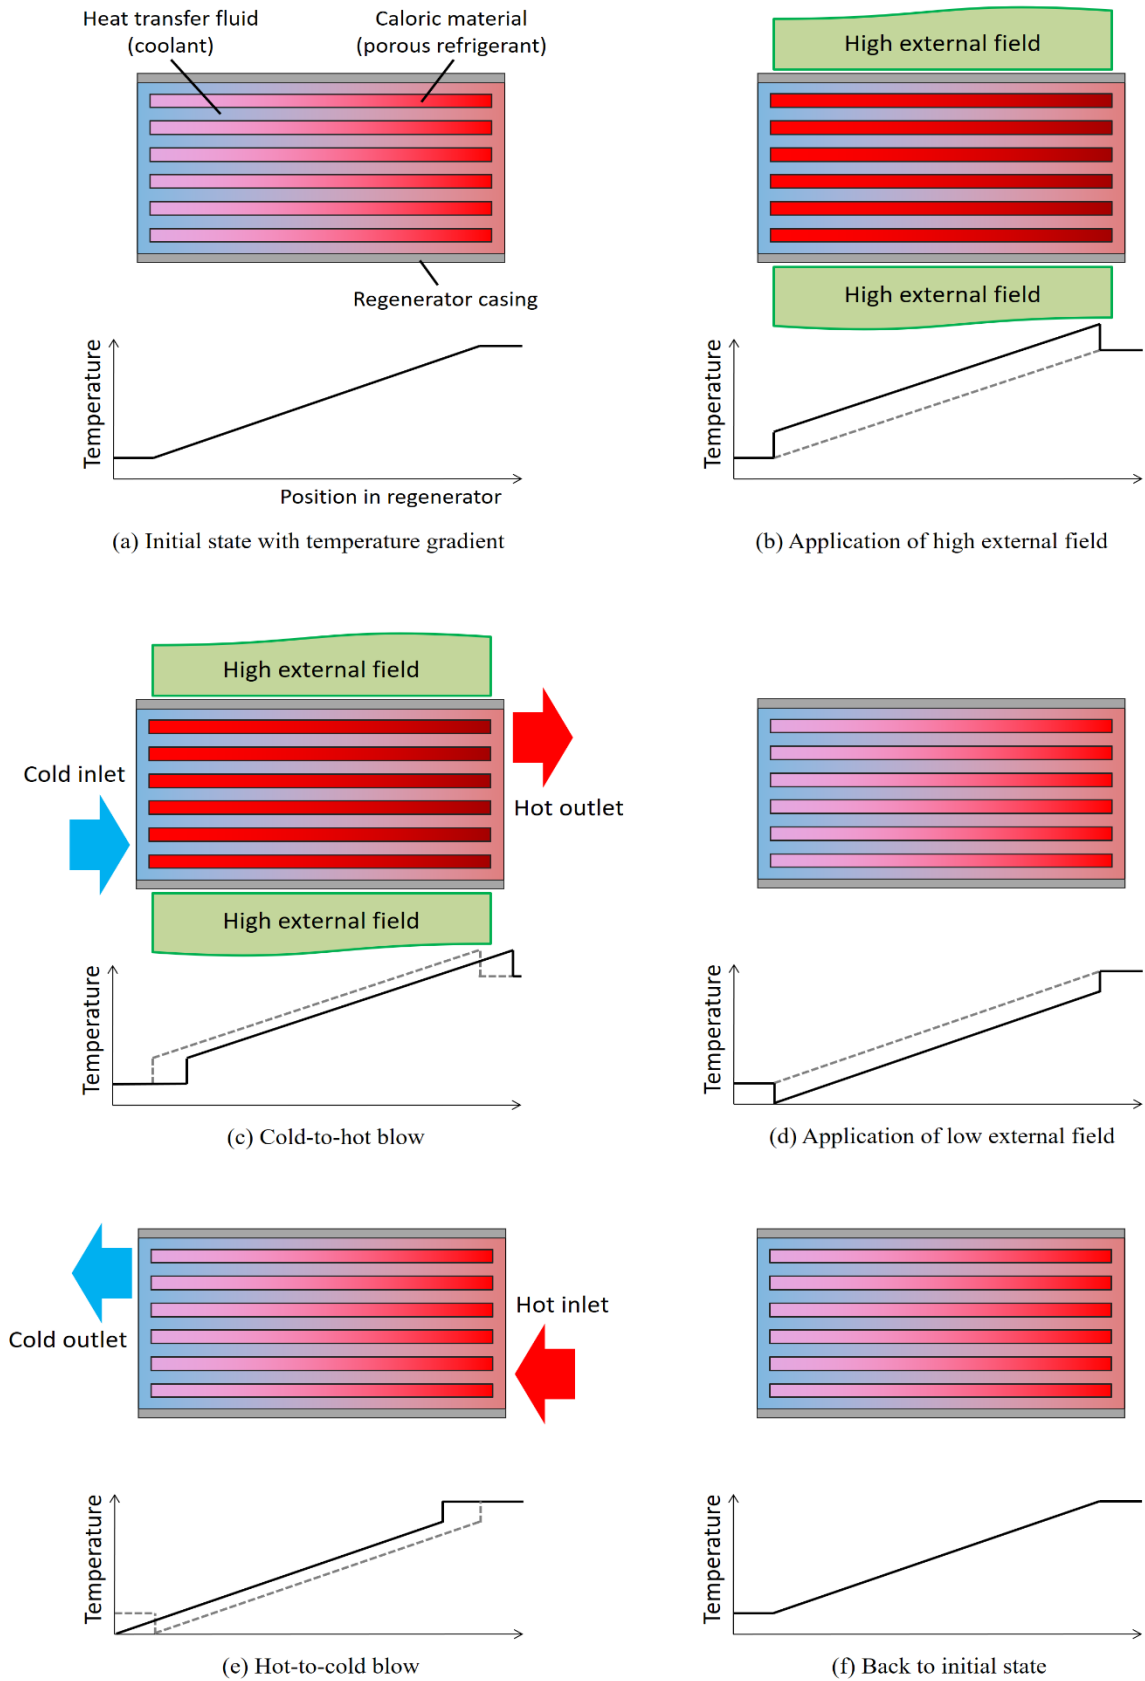 Heat transfer fluid
(coolant)
Caloric material
(porous refrigerant)
Regenerator casing
Temperature
Position in regenerator
(a) Initial state with temperature gradient
High external field
High external field
Temperature
(b) Application of high external field
High external field
Cold inlet
Hot outlet
High external field
Temperature
(c) Cold-to-hot blow
Temperature
(d) Application of low external field
Cold outlet
Hot inlet
Temperature
(e) Hot-to-cold blow
Temperature
(f) Back to initial state